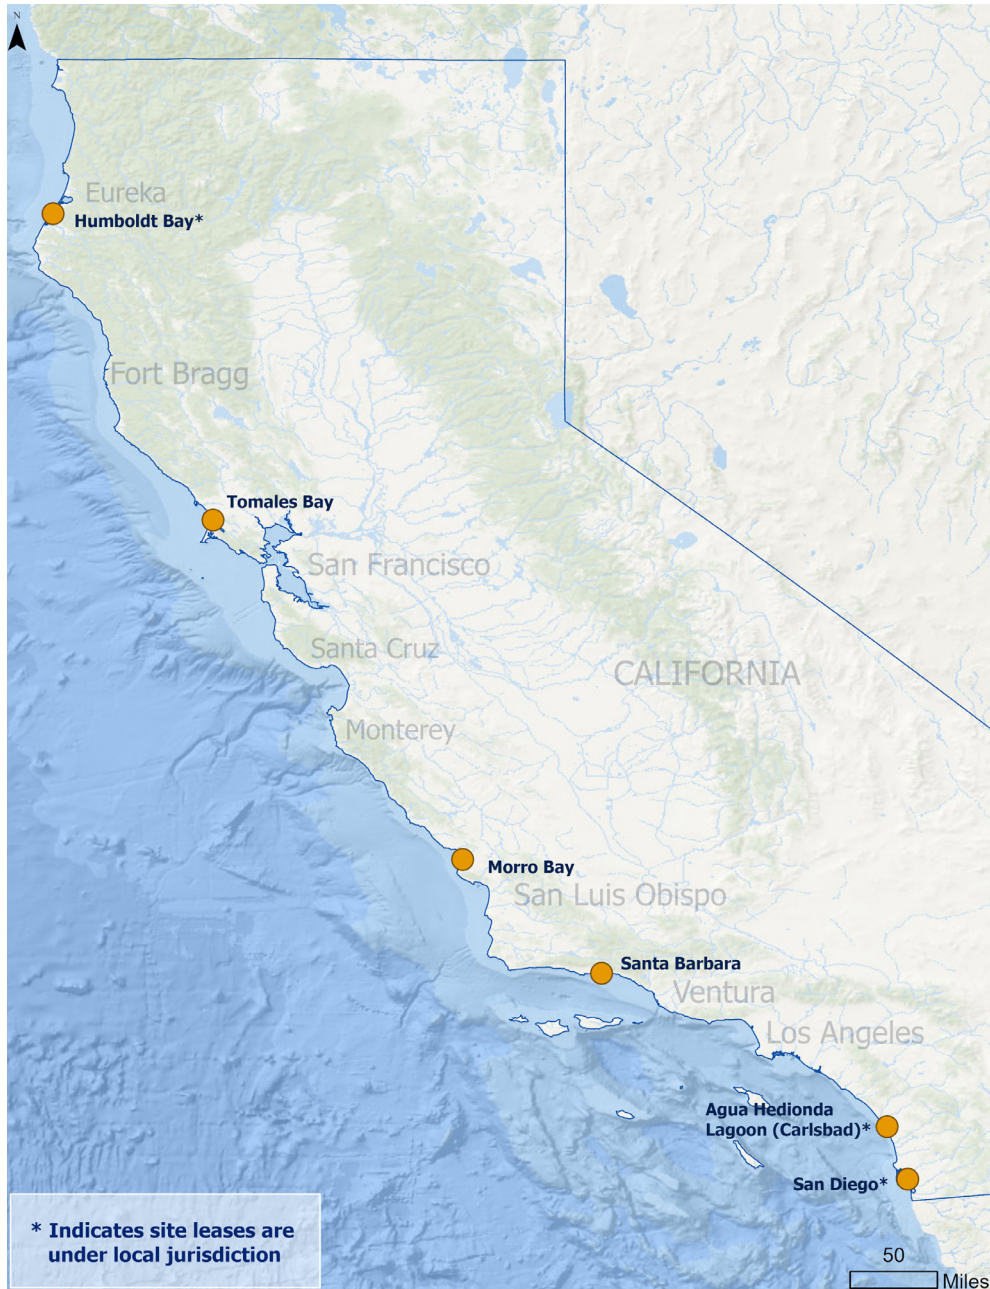 N
Eureka
Humboldt Bay*
Fort Bragg
Tomales Bay
San Francisco
Santa Cruz
CALIFORNIA
Monterey
Morro Bay
San Luis Obispo
Santa Barbara
Ventura
Los Angeles
Agua Hedionda
Lagoon (Carlsbad)*
San Diego*
* Indicates site leases are
under local jurisdiction
50
Miles